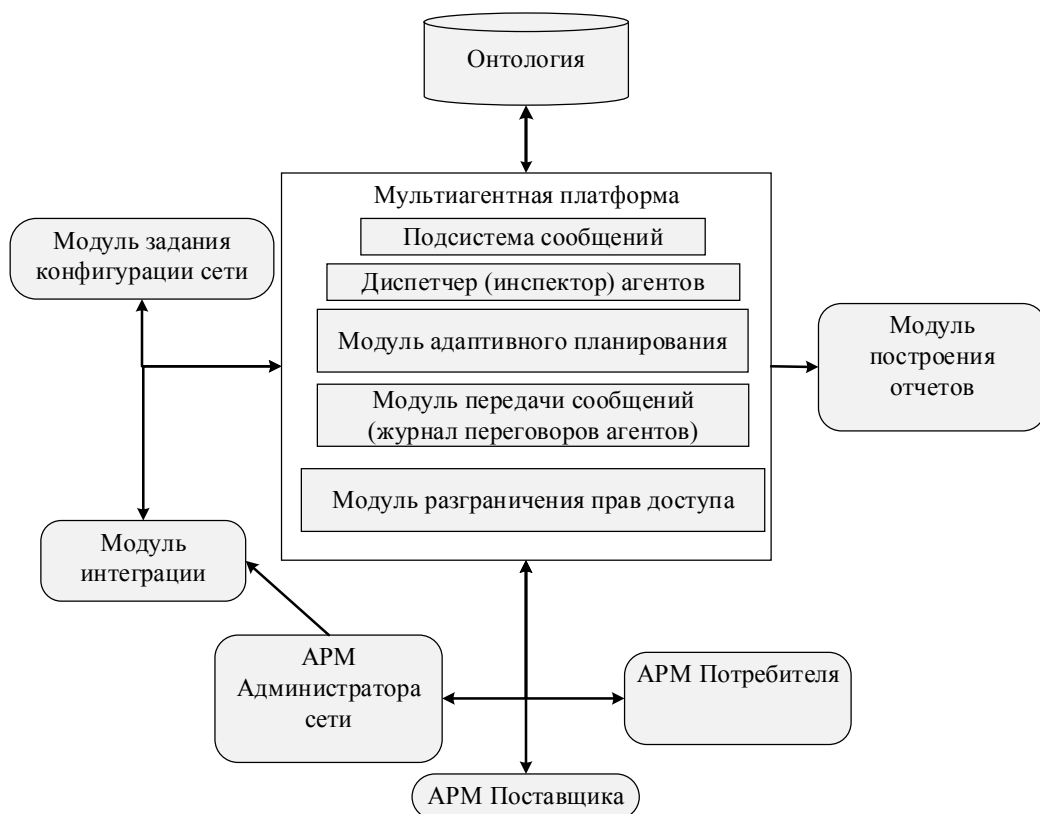 Онтология
Мультиагентная платформа
Подсистема сообщений
Диспетчер (инспектор) агентов
Модуль адаптивного планирования
Модуль передачи сообщений
(журнал переговоров агентов)
Модуль разграничения прав доступа
Модуль задания
конфигурации сети
Модуль
построения
отчетов
Модуль
интеграции
АРМ
Администратора
сети
АРМ Потребителя
АРМ Поставщика